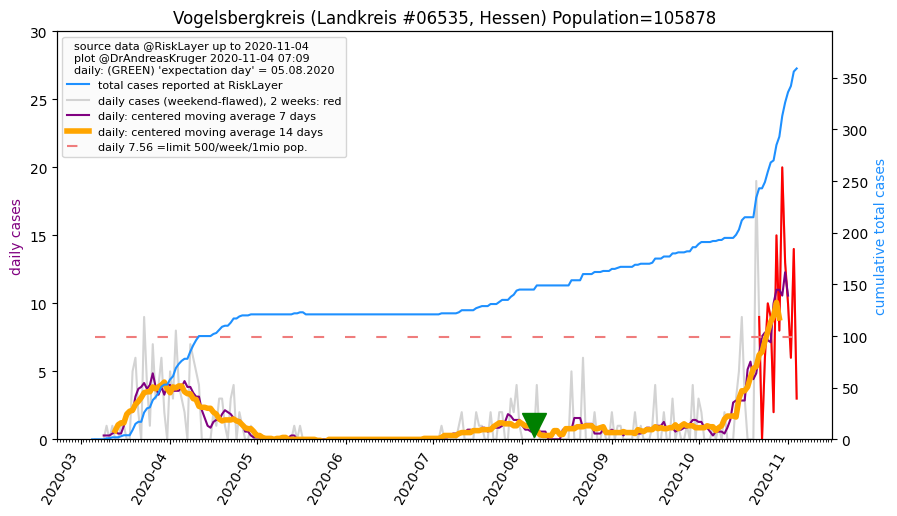 Vogelsbergkreis (Landkreis #06535, Hessen) Population=105878
source data @RiskLayer up to 2020-11-04
plot @DrAndreasKruger 2020-11-04 07:09
daily: (GREEN) 'expectation day' = 05.08.2020
total cases reported at RiskLayer
daily cases (weekend-flawed), 2 weeks: red
daily: centered moving average 7 days
daily: centered moving average 14 days
daily 7.56 =limit 500/week/1mio pop.
daily cases
30
25
20
15
10
5
0
cumulative total cases
350
300
250
200
150
100
50
0
2020-03
2020-04
2020-05
2020-06
2020-07
2020-08
2020-09
2020-10
2020-11